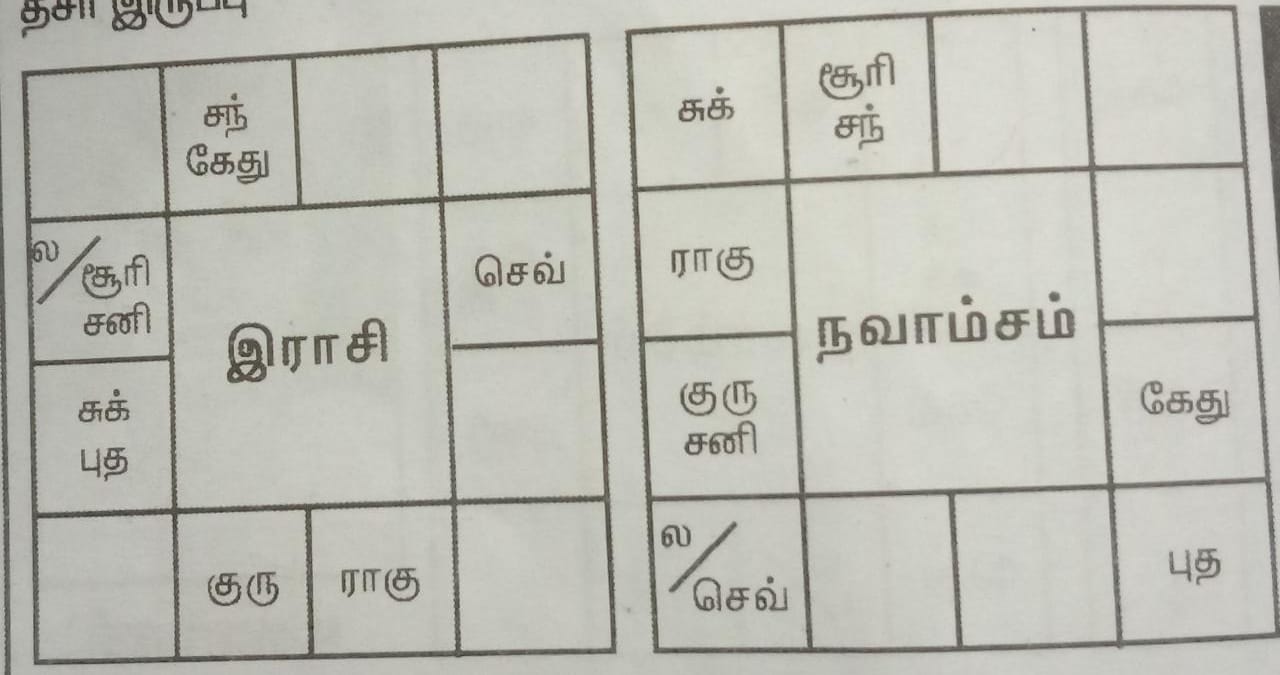 தசா இருப்பு
சந்
கேது
ல/சூரி
சனி
செவ்
இராசி
சுக்
புத
குரு
ராகு
சுக்
சூரி
சந்
ராகு
நவாம்சம்
குரு
சனி
கேது
ல/செவ்
புத